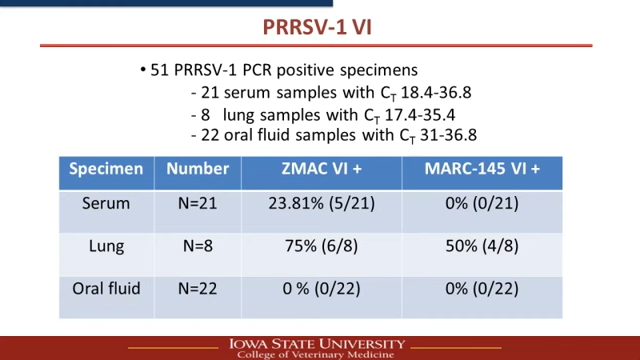 PRRSV-1 VI
• 51 PRRSV-1 PCR positive specimens
- 21 serum samples with CT 18.4-36.8
- 8 lung samples with CT 17.4-35.4
- 22 oral fluid samples with CT 31-36.8
Specimen Number ZMAC VI + MARC-145 VI +
Serum N=21 23.81% (5/21) 0% (0/21)
Lung N=8 75% (6/8) 50% (4/8)
Oral fluid N=22 0 % (0/22) 0% (0/22)
IOWA STATE UNIVERSITY
College of Veterinary Medicine